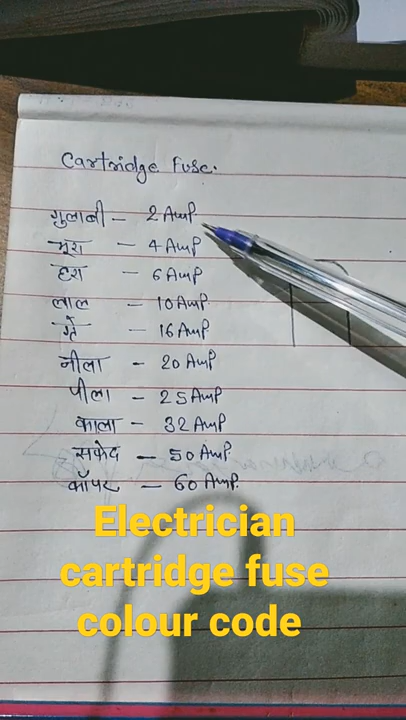 Cartridge Fuse.
गुलाबी - 2 Amp
भूरा - 4 Amp
हरा - 6 Amp
लाल - 10 Amp
ग्रे - 16 Amp
नीला - 20 Amp
पीला - 25 Amp
काला - 32 Amp
सफेद - 50 Amp.
कॉपर - 60 Amp.
Electrician
cartridge fuse
colour code